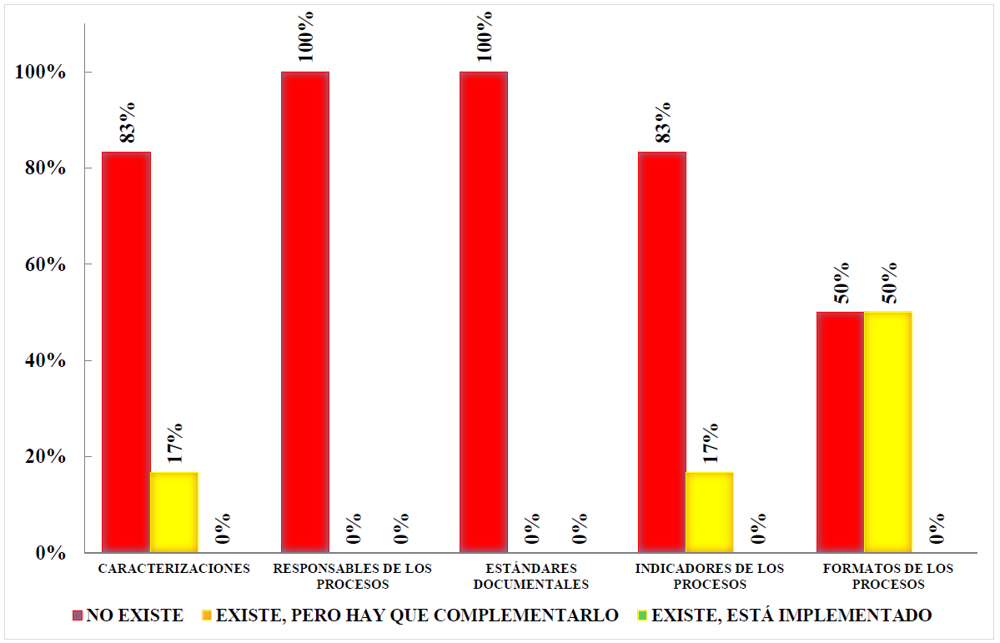 100%
80%
60%
40%
20%
0%
83%
17%
0%
100%
0%
0%
100%
0%
0%
83%
17%
0%
50%
50%
0%
CARACTERIZACIONES
RESPONSABLES DE LOS
PROCESOS
ESTÁNDARES
DOCUMENTALES
INDICADORES DE LOS
PROCESOS
FORMATOS DE LOS
PROCESOS
NO EXISTE
EXISTE, PERO HAY QUE COMPLEMENTARLO
EXISTE, ESTÁ IMPLEMENTADO